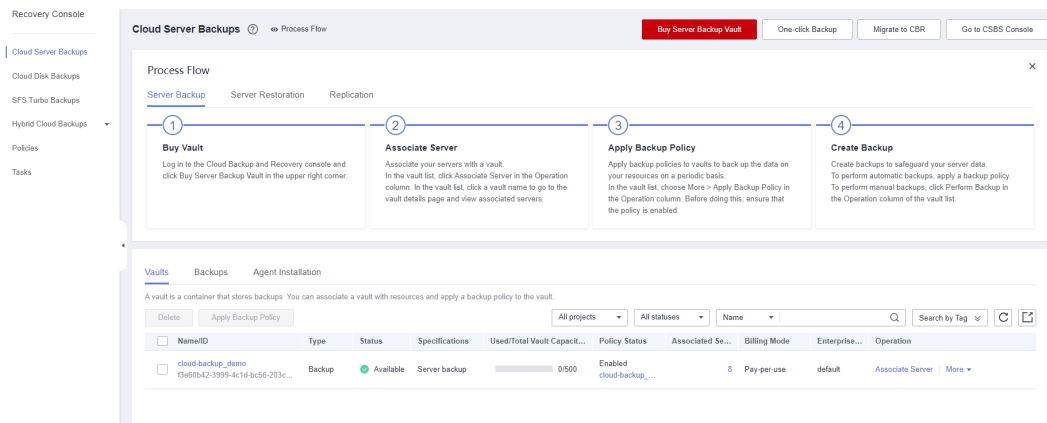 Recovery Console
Cloud Server Backups
Cloud Disk Backups
SFS Turbo Backups
Hybrid Cloud Backups
Policies
Tasks
Cloud Server Backups ? Process Flow
Buy Server Backup Vault
One-click Backup
Migrate to CBR
Go to CSBS Console
Process Flow
Server Backup Server Restoration Replication
1
Buy Vault
Log in to the Cloud Backup and Recovery console and
click Buy Server Backup Vault in the upper right corner.
2
Associate Server
Associate your servers with a vault.
In the vault list, click Associate Server in the Operation
column. In the vault list, click a vault name to go to the
vault details page and view associated servers.
3
Apply Backup Policy
Apply backup policies to vaults to back up the data on
your resources on a periodic basis.
In the vault list, choose More > Apply Backup Policy in
the Operation column. Before doing this, ensure that
the policy is enabled.
4
Create Backup
Create backups to safeguard your server data.
To perform automatic backups, apply a backup policy.
To perform manual backups, click Perform Backup in
the Operation column of the vault list.
Vaults Backups Agent Installation
A vault is a container that stores backups. You can associate a vault with resources and apply a backup policy to the vault.
Delete Apply Backup Policy All projects All statuses Name Search by Tag
Name/ID Type Status Specifications Used/Total Vault Capacit... Policy Status Associated Se... Billing Mode Enterprise... Operation
cloud-backup_demo
f3e60b42-3999-4c1d-bc56-203c...
Backup Available Server backup 0/500
Enabled
cloud-backup_...
8 Pay-per-use default Associate Server More